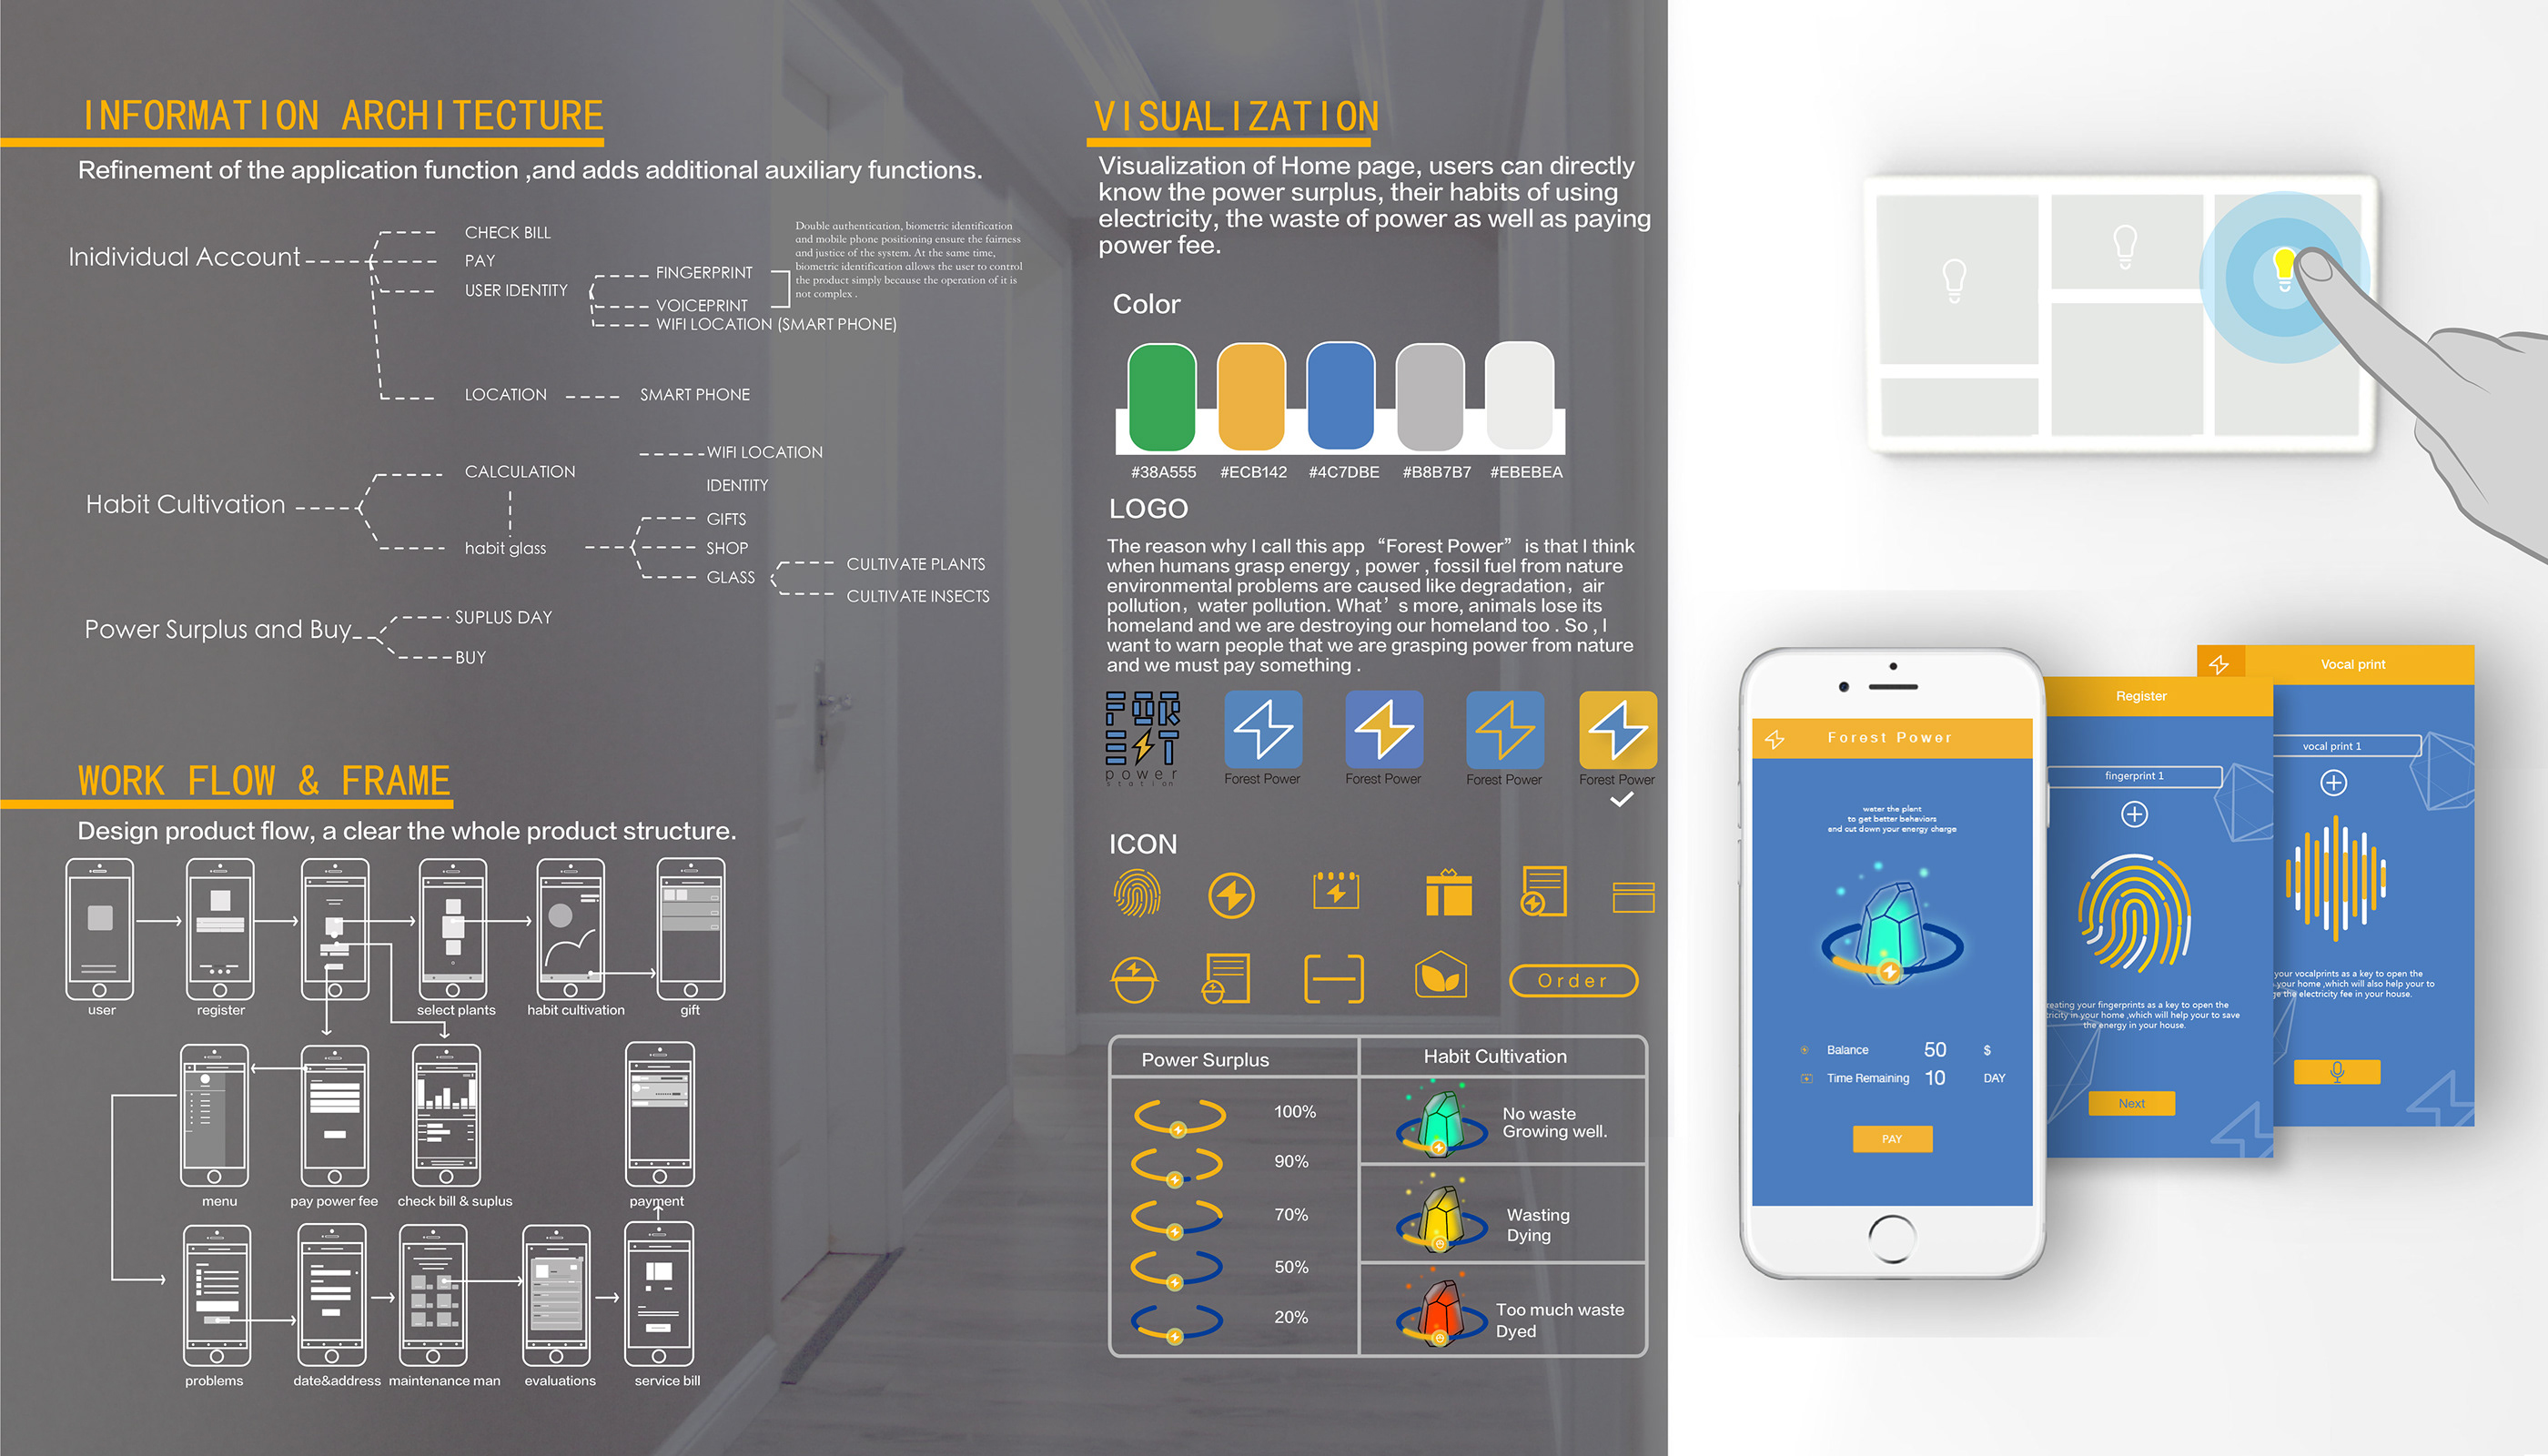 INFORMATION ARCHITECTURE
Refinement of the application function ,and adds additional auxiliary functions.
Inidividual Account
CHECK BILL
PAY
USER IDENTITY
FINGERPRINT
VOICEPRINT
WIFI LOCATION (SMART PHONE)
Double authentication, biometric identification
and mobile phone positioning ensure the fairness
and justice of the system. At the same time,
biometric identification allows the user to control
the product simply because the operation of it is
not complex .
LOCATION
SMART PHONE
Habit Cultivation
CALCULATION
WIFI LOCATION
IDENTITY
habit glass
GIFTS
SHOP
GLASS
CULTIVATE PLANTS
CULTIVATE INSECTS
Power Surplus and Buy
SUPLUS DAY
BUY
WORK FLOW & FRAME
Design product flow, a clear the whole product structure.
user
register
select plants
habit cultivation
gift
menu
pay power fee
check bill & suplus
payment
problems
date&address
maintenance man
evaluations
service bill
VISUALIZATION
Visualization of Home page, users can directly
know the power surplus, their habits of using
electricity, the waste of power as well as paying
power fee.
Color
#38A555
#ECB142
#4C7DBE
#B8B7B7
#EBEBEA
LOGO
The reason why I call this app “Forest Power” is that I think
when humans grasp energy , power , fossil fuel from nature
environmental problems are caused like degradation, air
pollution, water pollution. What’ s more, animals lose its
homeland and we are destroying our homeland too . So , I
want to warn people that we are grasping power from nature
and we must pay something .
FOR
EST
power
station
Forest Power
Forest Power
Forest Power
Forest Power
ICON
Order
Power Surplus
Habit Cultivation
100%
90%
70%
50%
20%
No waste
Growing well.
Wasting
Dying
Too much waste
Dyed
Forest Power
water the plant
to get better behaviors
and cut down your energy charge
Balance 50 $
Time Remaining 10 DAY
PAY
Register
fingerprint 1
reating your fingerprints as a key to open the
tricity in your home ,which will help your to save
the energy in your house.
Next
Vocal print
vocal print 1
your vocalprints as a key to open the
your home ,which will also help your to
ge the electricity fee in your house.